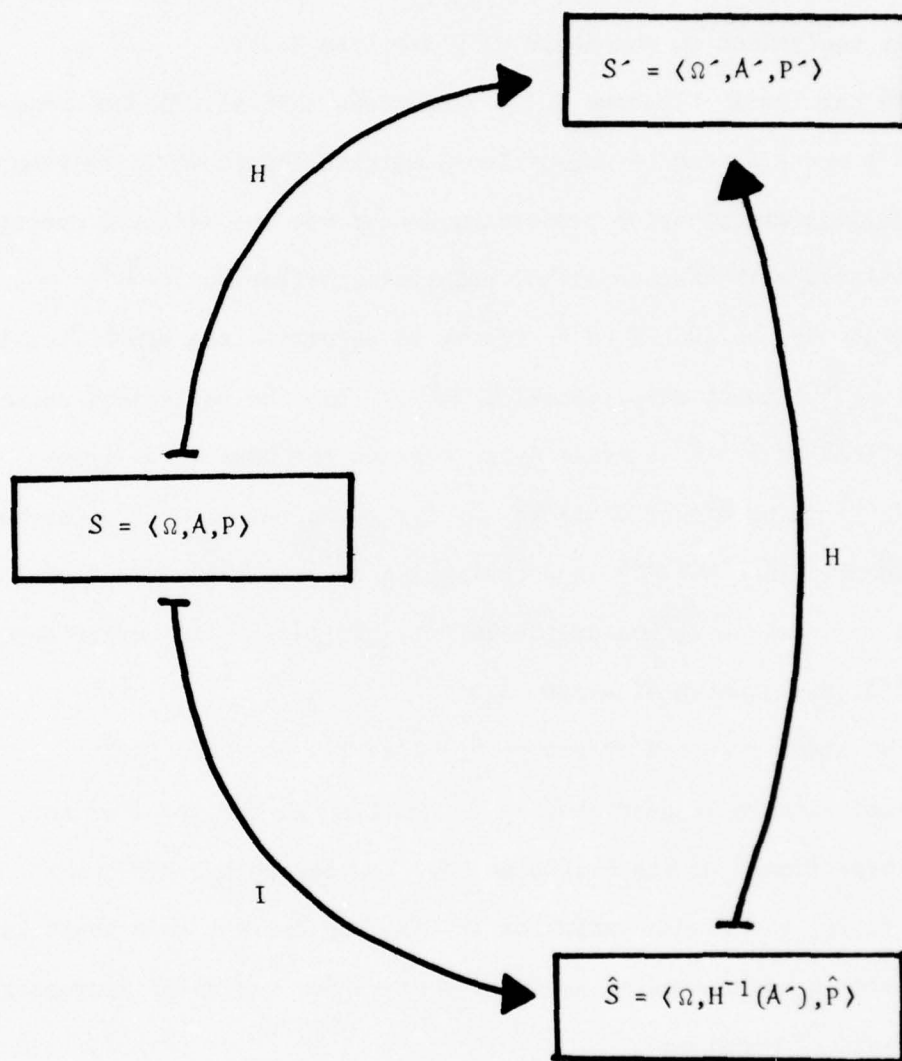 S´ = ⟨Ω´,A´,P´⟩
H
S = ⟨Ω,A,P⟩
H
I
Ŝ = ⟨Ω,H⁻¹(A´),P̂⟩